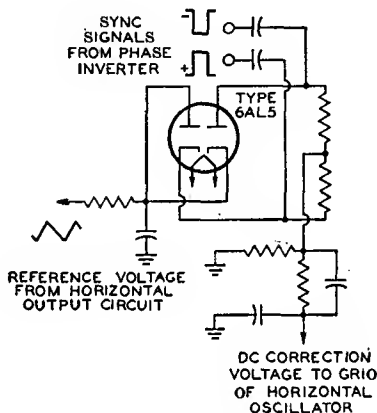 SYNC
SIGNALS
FROM PHASE
INVERTER
−
+
TYPE
6AL5
REFERENCE VOLTAGE
FROM HORIZONTAL
OUTPUT CIRCUIT
DC CORRECTION
VOLTAGE TO GRID
OF HORIZONTAL
OSCILLATOR